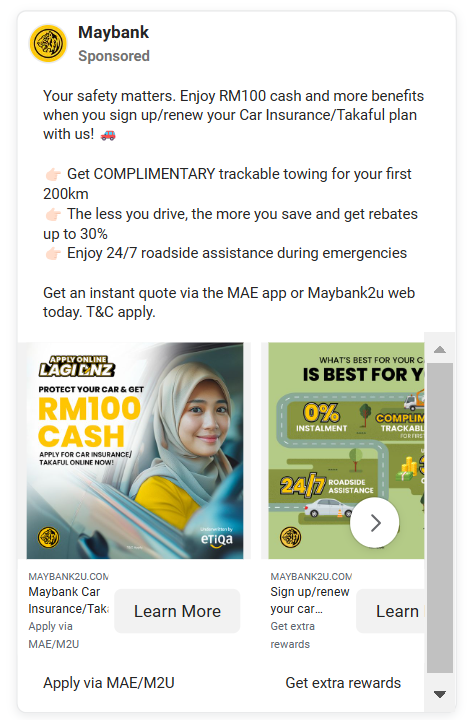 Maybank
Sponsored
Your safety matters. Enjoy RM100 cash and more benefits
when you sign up/renew your Car Insurance/Takaful plan
with us! 🚗
👉🏻 Get COMPLIMENTARY trackable towing for your first
200km
👉🏻 The less you drive, the more you save and get rebates
up to 30%
👉🏻 Enjoy 24/7 roadside assistance during emergencies
Get an instant quote via the MAE app or Maybank2u web
today. T&C apply.
APPLY ONLINE
LAGI ONZ
PROTECT YOUR CAR & GET
RM100
CASH
APPLY FOR CAR INSURANCE/
TAKAFUL ONLINE NOW!
underwritten by
etiqa
WHAT'S BEST FOR YOUR C
IS BEST FOR Y
0%
INSTALMENT
COMPLIM
TRACKABL
FOR FIRS
24/7 ROADSIDE
ASSISTANCE
MAYBANK2U.COM
Maybank Car
Insurance/Taka
Apply via
MAE/M2U
Learn More
MAYBANK2U.COM
Sign up/renew
your car...
Get extra
rewards
Learn
Apply via MAE/M2U
Get extra rewards